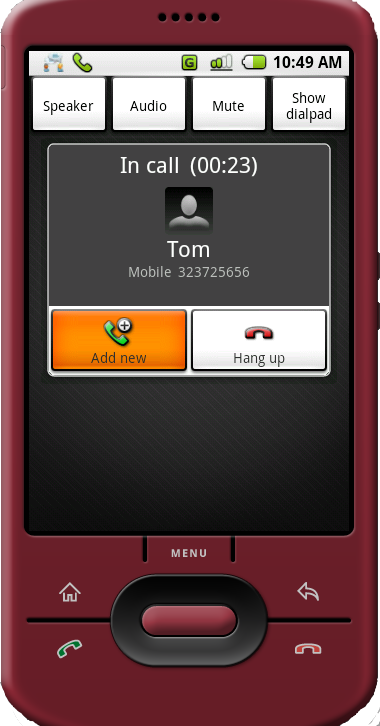 G 10:49 AM
Speaker Audio Mute Show dialpad
In call (00:23)
Tom
Mobile 323725656
Add new Hang up
MENU